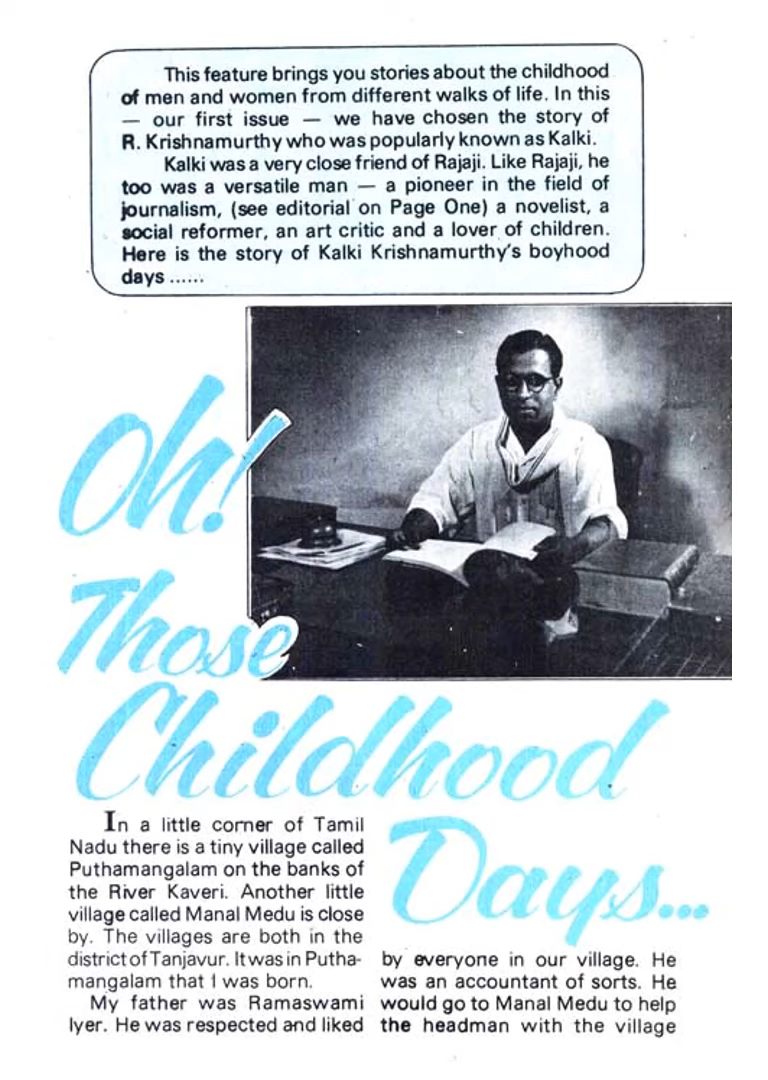 This feature brings you stories about the childhood
of men and women from different walks of life. In this
— our first issue — we have chosen the story of
R. Krishnamurthy who was popularly known as Kalki.
Kalki was a very close friend of Rajaji. Like Rajaji, he
too was a versatile man — a pioneer in the field of
journalism, (see editorial on Page One) a novelist, a
social reformer, an art critic and a lover of children.
Here is the story of Kalki Krishnamurthy's boyhood
days ......
Oh!
Those
Childhood
Days...
In a little corner of Tamil
Nadu there is a tiny village called
Puthamangalam on the banks of
the River Kaveri. Another little
village called Manal Medu is close
by. The villages are both in the
district of Tanjavur. It was in Putha-
mangalam that I was born.
My father was Ramaswami
Iyer. He was respected and liked
by everyone in our village. He
was an accountant of sorts. He
would go to Manal Medu to help
the headman with the village